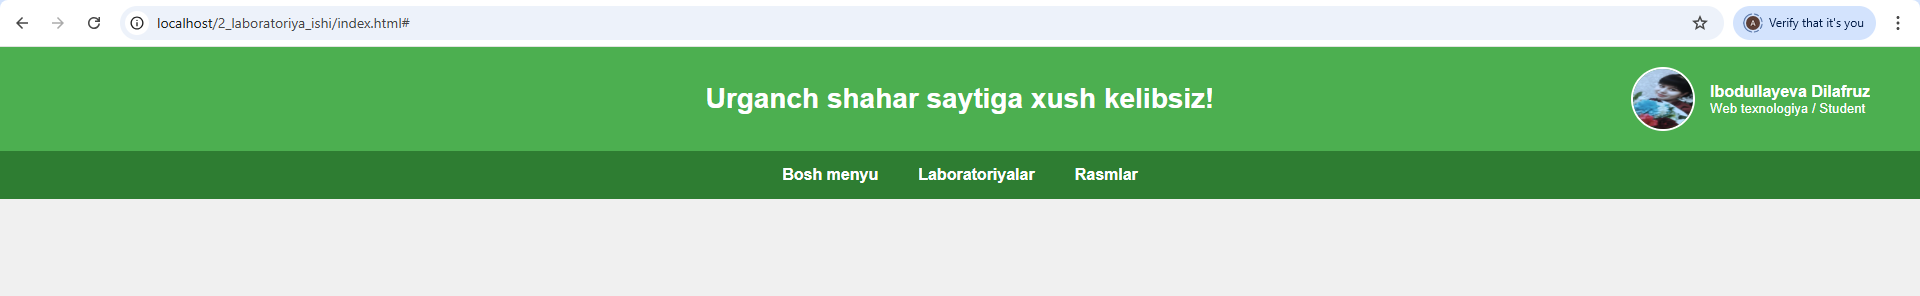 localhost/2_laboratoriya_ishi/index.html#
A
Verify that it's you
Urganch shahar saytiga xush kelibsiz!
Ibodullayeva Dilafruz
Web texnologiya / Student
Bosh menyu
Laboratoriyalar
Rasmlar